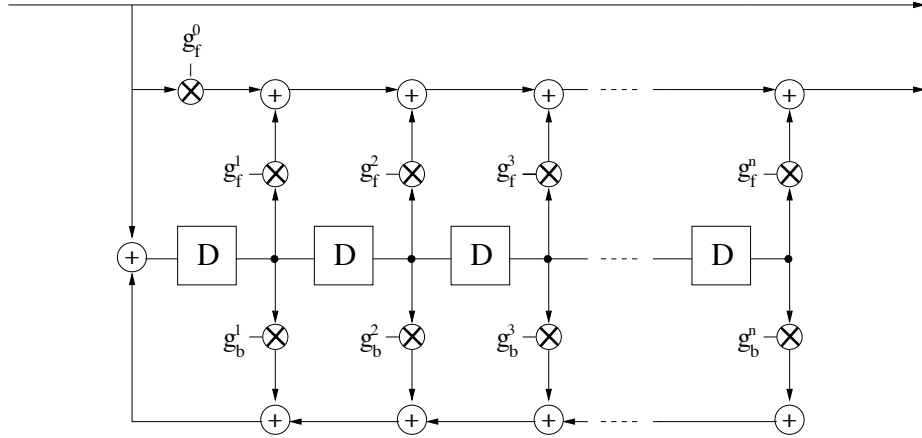 g_f^0
+ + + +
g_f^1 g_f^2 g_f^3 g_f^n
+ D D D D
g_b^1 g_b^2 g_b^3 g_b^n
+ + + +